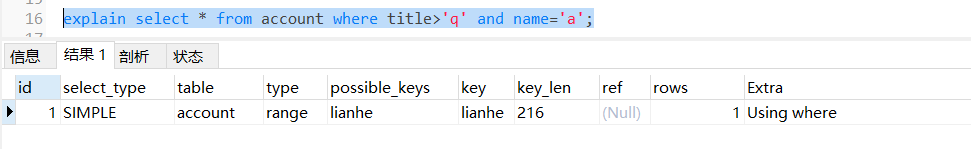 16 explain select * from account where title>'q' and name='a';
信息 结果 1 剖析 状态
id select_type table type possible_keys key key_len ref rows Extra
1 SIMPLE account range lianhe lianhe 216 (Null) 1 Using where